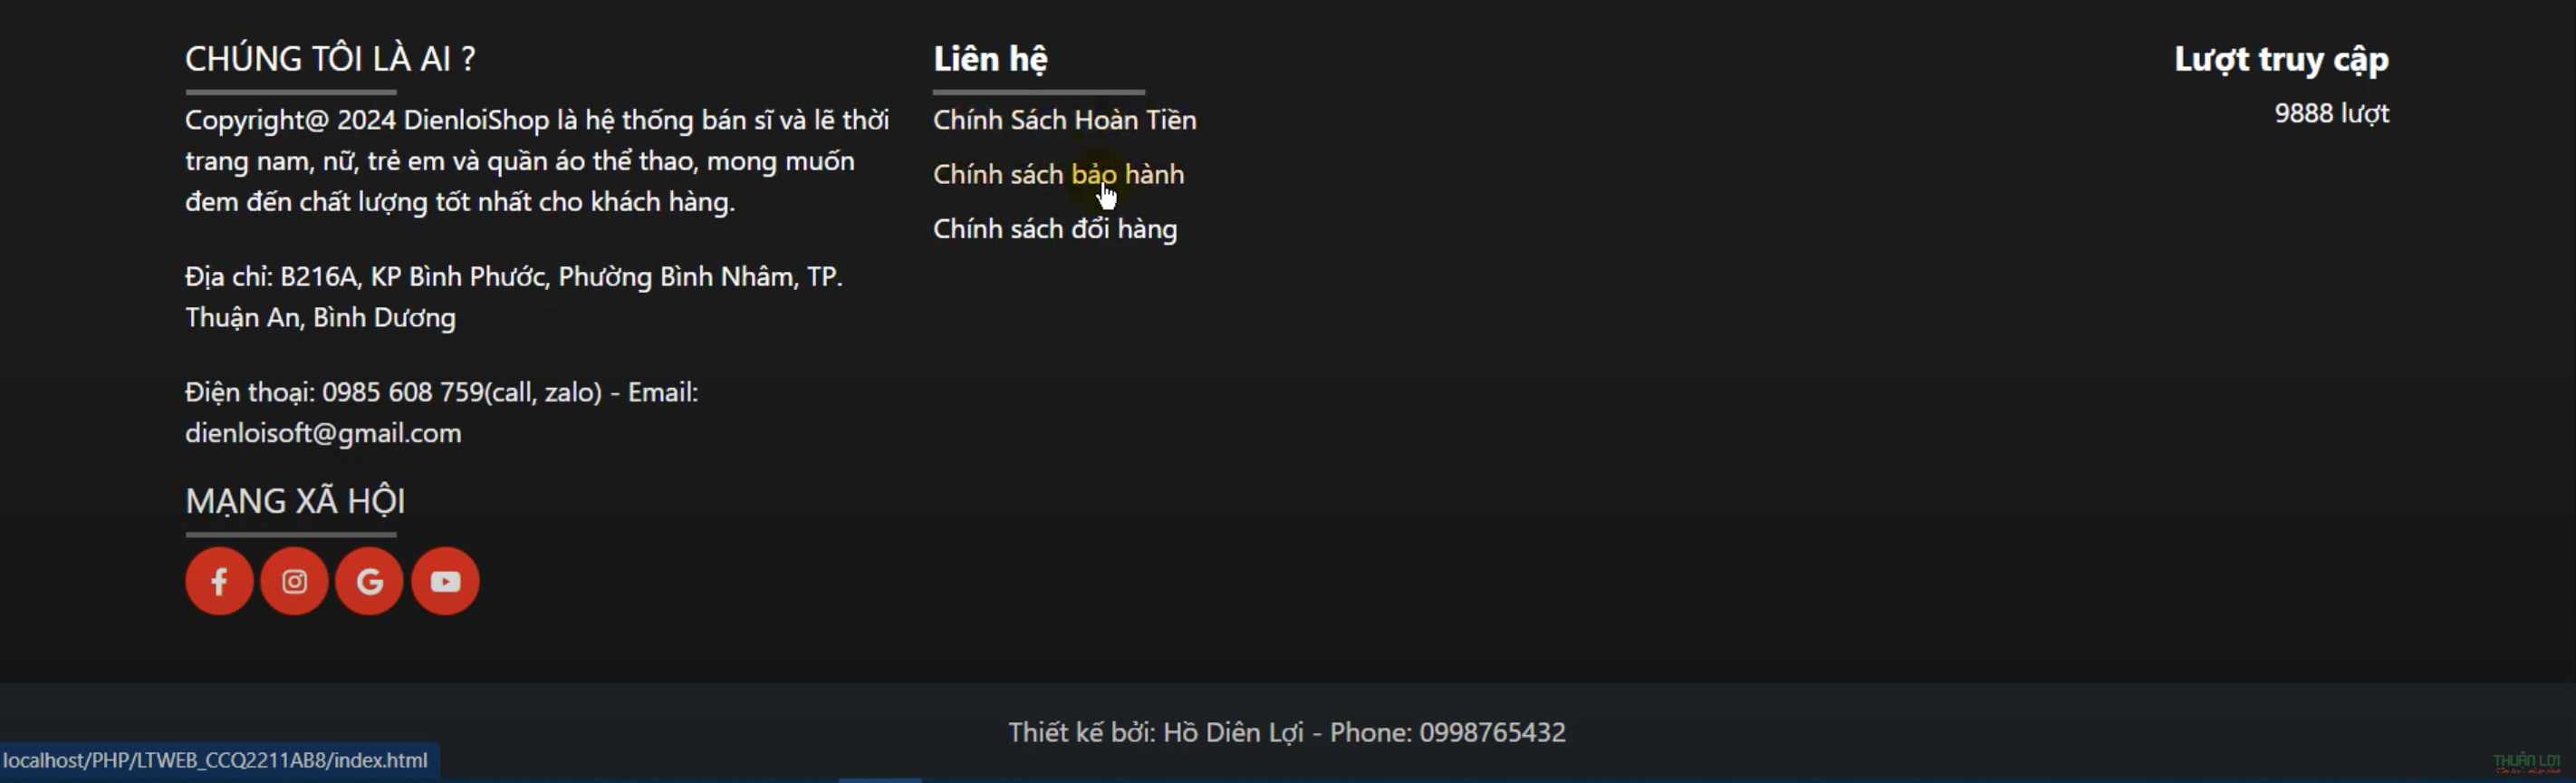 CHÚNG TÔI LÀ AI ?
Copyright@ 2024 DienloiShop là hệ thống bán sĩ và lẽ thời
trang nam, nữ, trẻ em và quần áo thể thao, mong muốn
đem đến chất lượng tốt nhất cho khách hàng.
Địa chỉ: B216A, KP Bình Phước, Phường Bình Nhâm, TP.
Thuận An, Bình Dương
Điện thoại: 0985 608 759(call, zalo) - Email:
dienloisoft@gmail.com
MẠNG XÃ HỘI
Liên hệ
Chính Sách Hoàn Tiền
Chính sách bảo hành
Chính sách đổi hàng
Lượt truy cập
9888 lượt
Thiết kế bởi: Hồ Diên Lợi - Phone: 0998765432
localhost/PHP/LTWEB_CCQ2211AB8/index.html
THUẬN LỢI